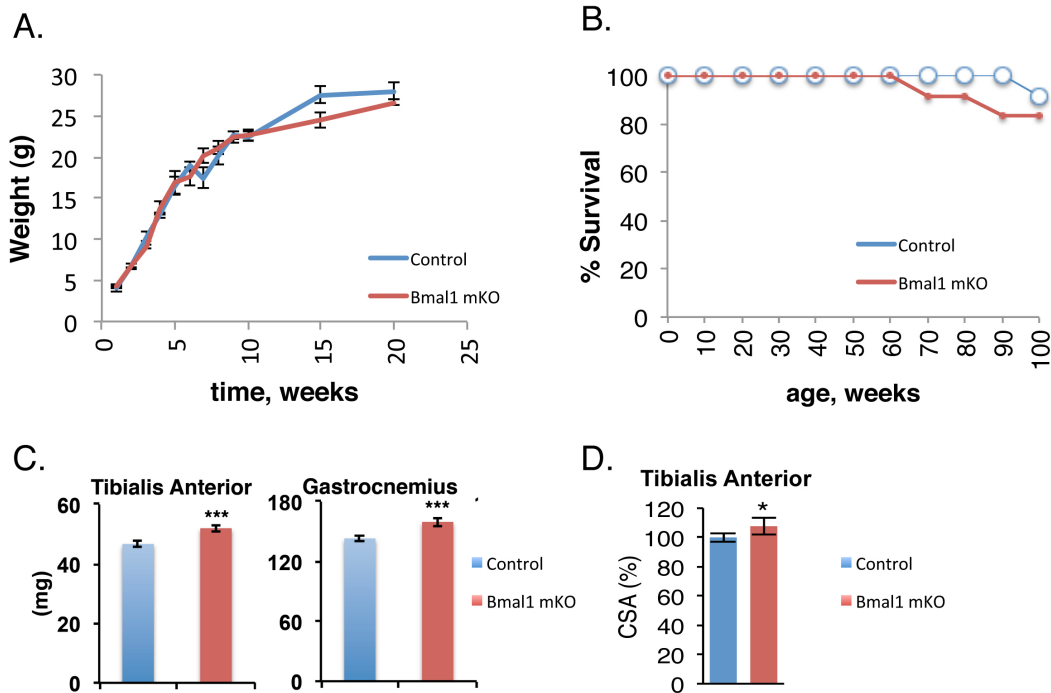 A.
30
25
20
15
10
5
0
Weight (g)
Control
Bmal1 mKO
0 5 10 15 20 25
time, weeks
B.
100
80
60
40
20
0
% Survival
Control
Bmal1 mKO
0 10 20 30 40 50 60 70 80 90 100
age, weeks
C.
Tibialis Anterior
60
40
20
0
(mg)
***
Gastrocnemius
180
120
60
0
***
Control
Bmal1 mKO
D.
Tibialis Anterior
120
100
80
60
40
20
0
CSA (%)
*
Control
Bmal1 mKO